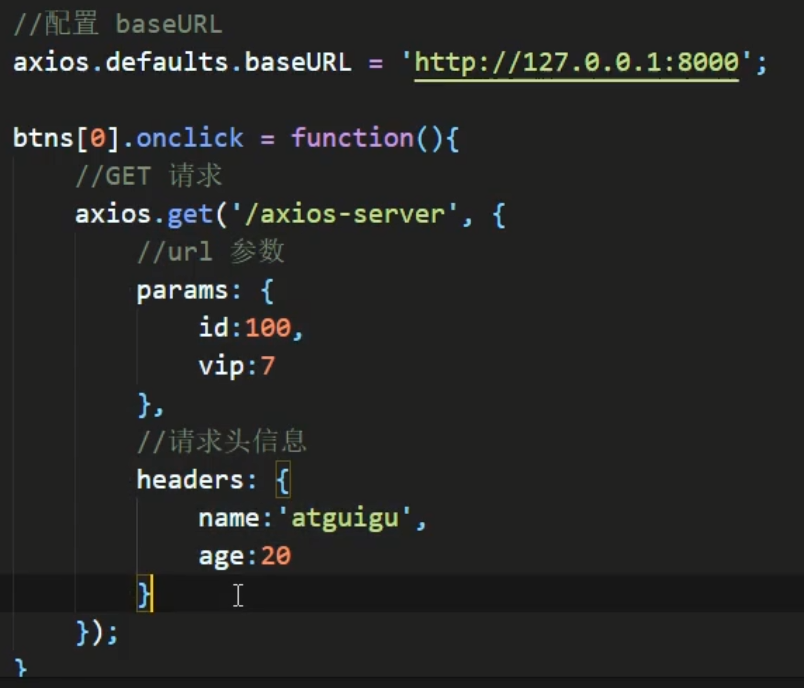 //配置 baseURL
axios.defaults.baseURL = 'http://127.0.0.1:8000';
btns[0].onclick = function(){
//GET 请求
axios.get('/axios-server', {
//url 参数
params: {
id:100,
vip:7
},
//请求头信息
headers: {
name:'atguigu',
age:20
}
});
}